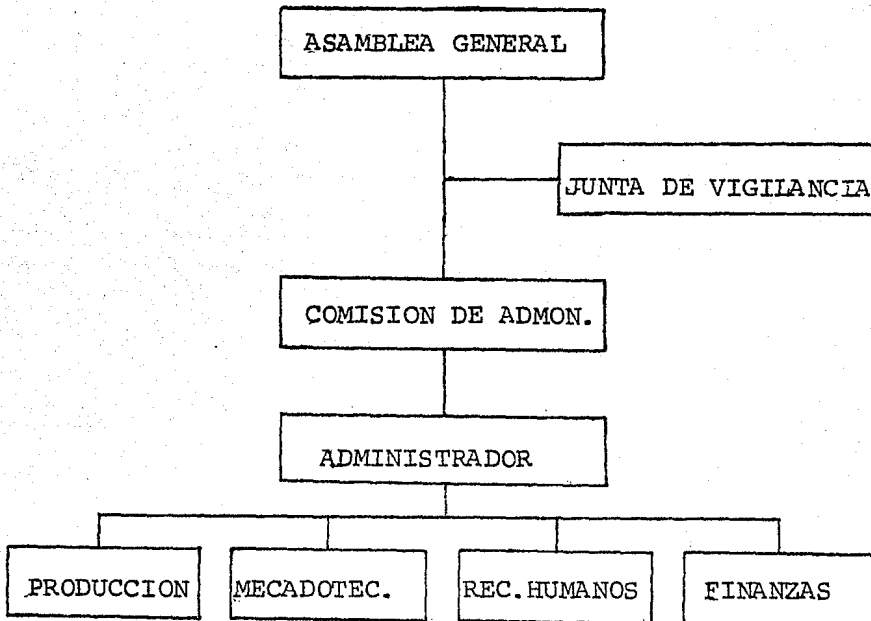 ASAMBLEA GENERAL
JUNTA DE VIGILANCIA
COMISION DE ADMON.
ADMINISTRADOR
PRODUCCION
MECADOTEC.
REC.HUMANOS
FINANZAS